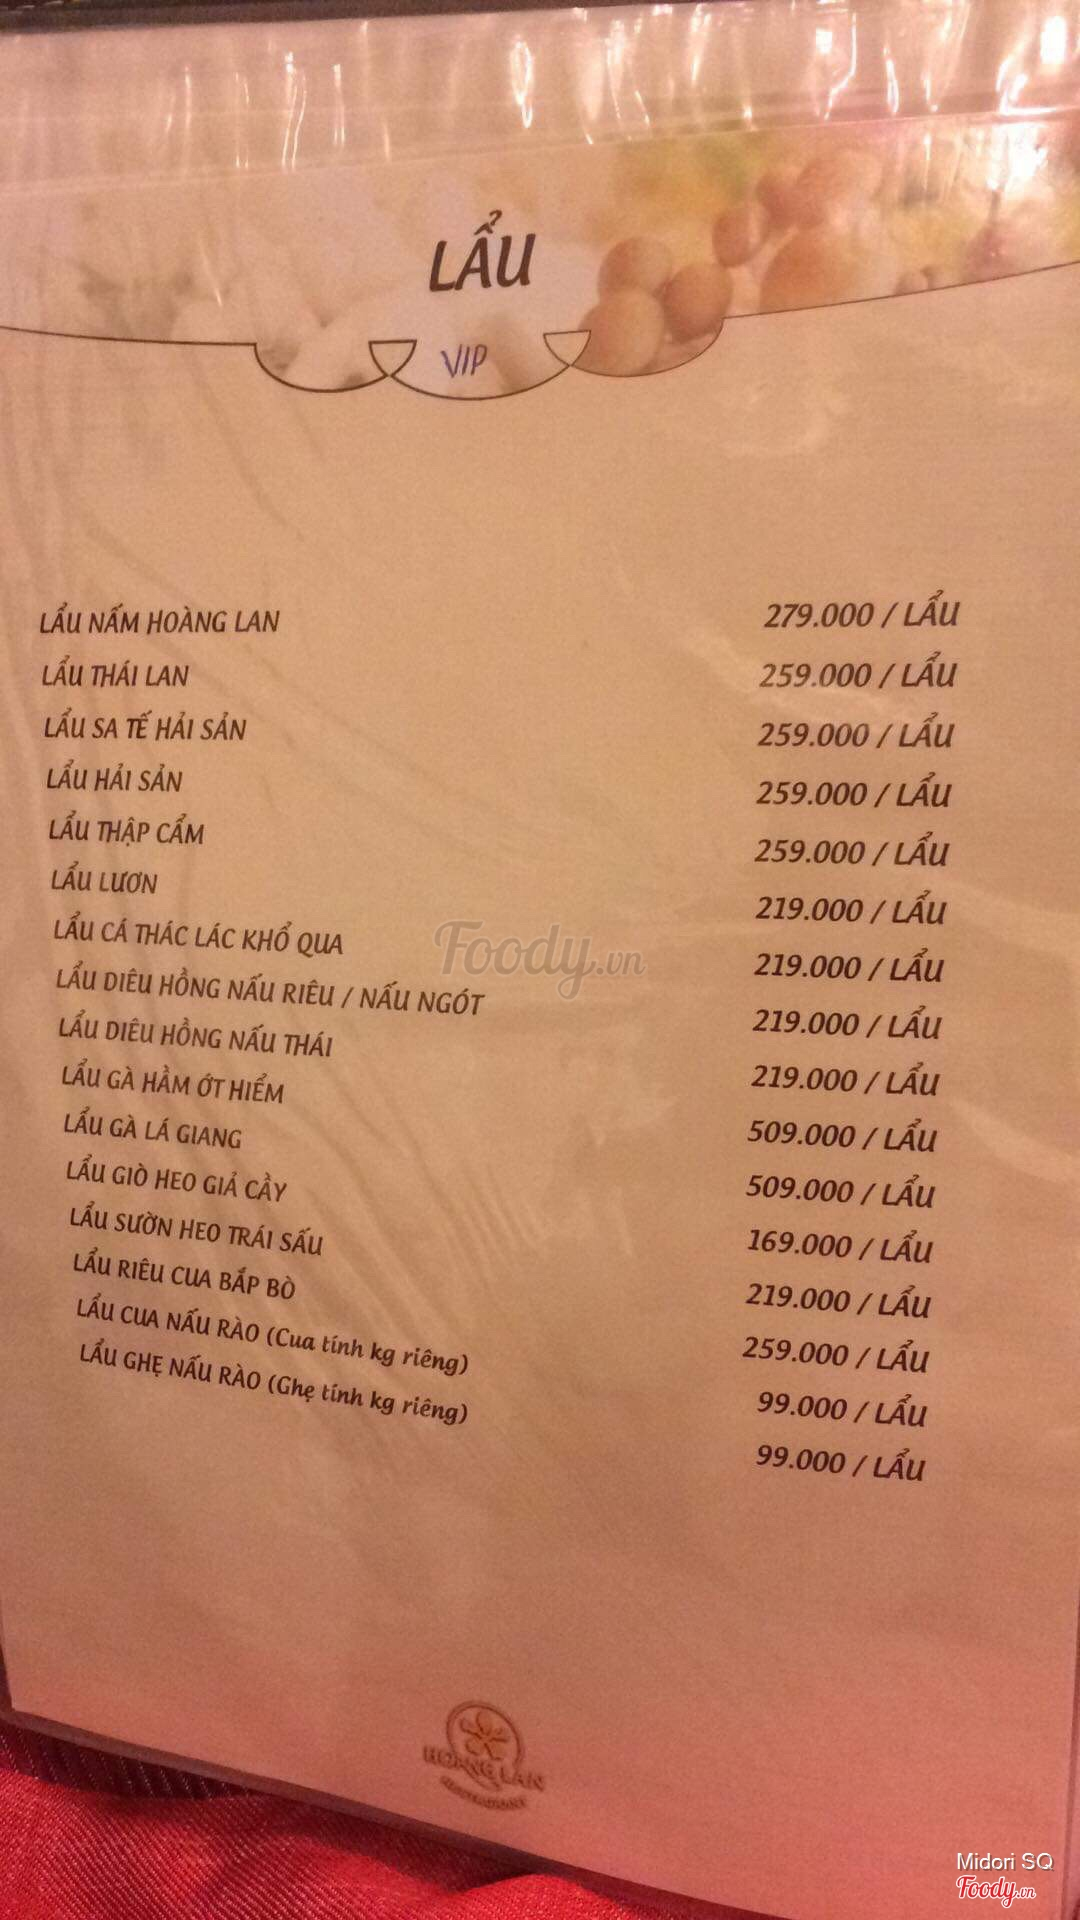 LẨU
VIP
LẨU NẤM HOÀNG LAN 279.000 / LẨU
LẨU THÁI LAN 259.000 / LẨU
LẨU SA TẾ HẢI SẢN 259.000 / LẨU
LẨU HẢI SẢN 259.000 / LẨU
LẨU THẬP CẨM 259.000 / LẨU
LẨU LƯƠN 219.000 / LẨU
LẨU CÁ THÁC LÁC KHỔ QUA 219.000 / LẨU
LẨU DIÊU HỒNG NẤU RIÊU / NẤU NGÓT 219.000 / LẨU
LẨU DIÊU HỒNG NẤU THÁI 219.000 / LẨU
LẨU GÀ HẦM ỚT HIỂM 509.000 / LẨU
LẨU GÀ LÁ GIANG 509.000 / LẨU
LẨU GIÒ HEO GIẢ CẦY 169.000 / LẨU
LẨU SƯỜN HEO TRÁI SẤU 219.000 / LẨU
LẨU RIÊU CUA BẮP BÒ 259.000 / LẨU
LẨU CUA NẤU RÀO (Cua tính kg riêng) 99.000 / LẨU
LẨU GHẸ NẤU RÀO (Ghẹ tính kg riêng) 99.000 / LẨU
Foody.vn
HOANG LAN
RESTAURANT
Midori SQ
Foody.vn